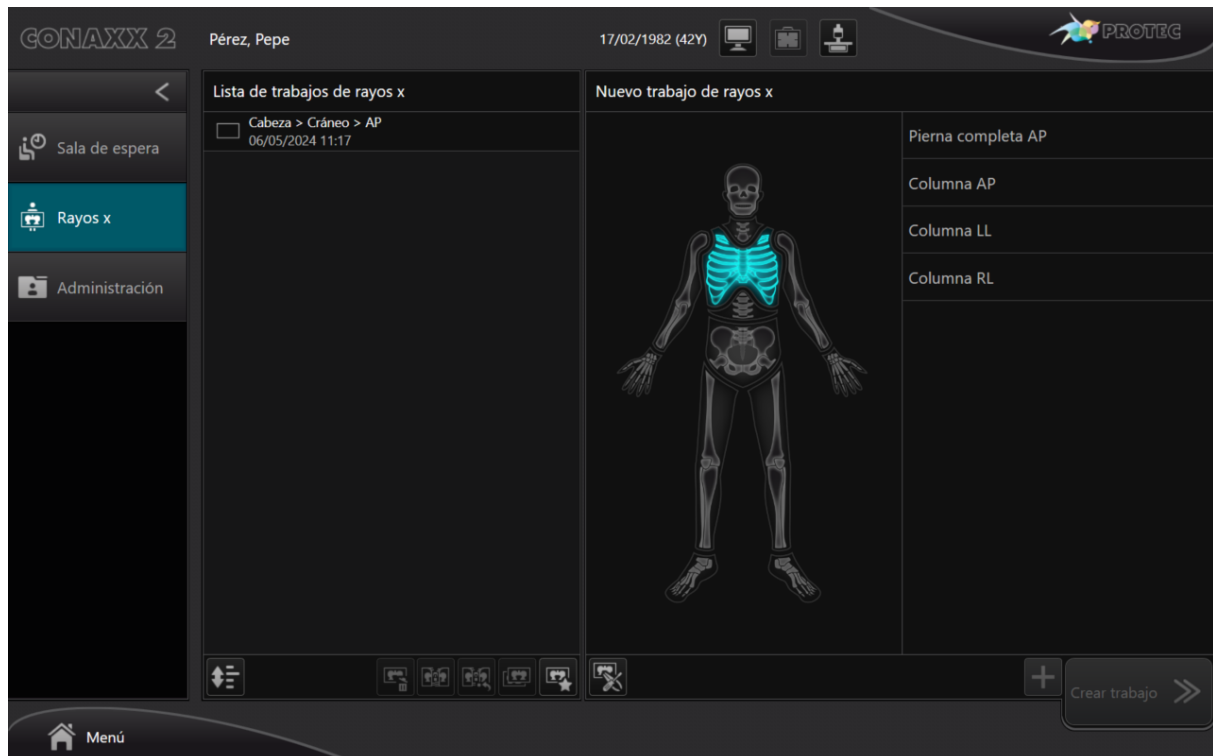 CONAXX 2
Pérez, Pepe
17/02/1982 (42Y)
PROTEC
Lista de trabajos de rayos x
Nuevo trabajo de rayos x
Cabeza > Cráneo > AP
06/05/2024 11:17
Sala de espera
Rayos x
Administración
Pierna completa AP
Columna AP
Columna LL
Columna RL
Crear trabajo
Menú